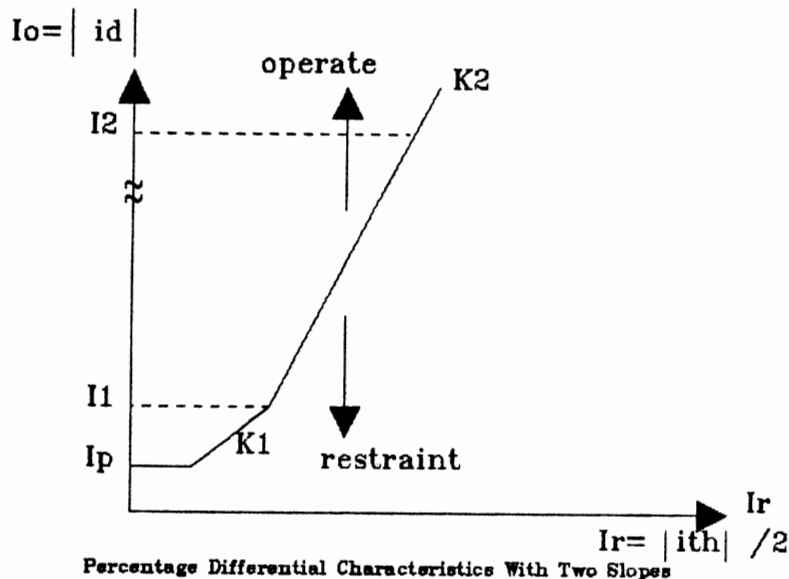 Io= | id |
operate
K2
I2
I1
K1
Ip
restraint
Ir
Ir= | ith | /2
Percentage Differential Characteristics With Two Slopes